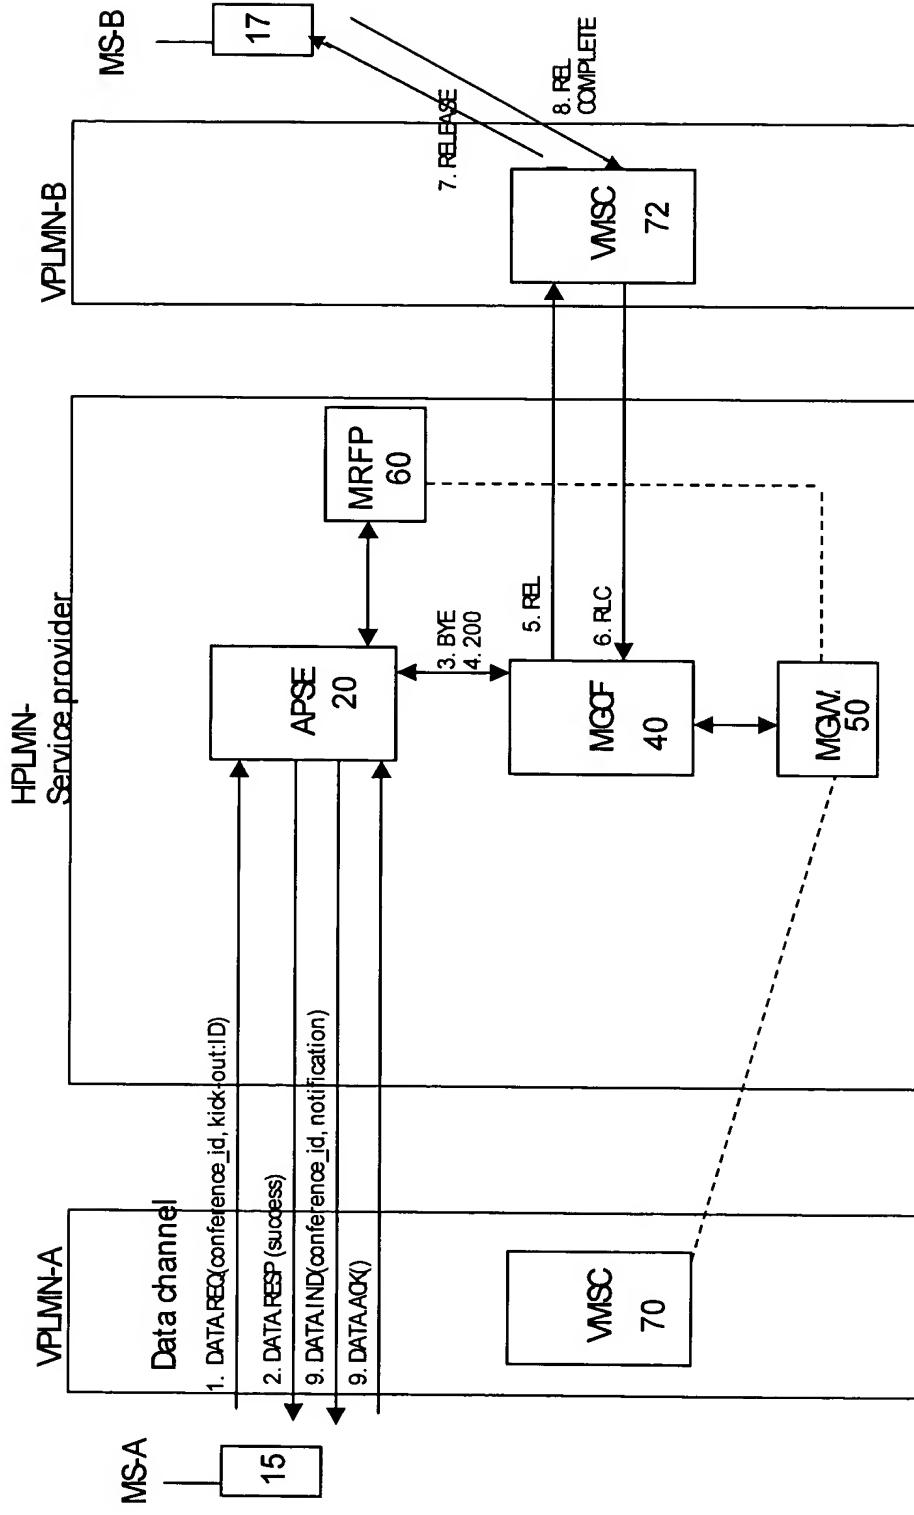 HPLMN-
Service provider
VPLMN-A
VPLMN-B
MS-A
15
MS-B
17
Data channel
1. DATA.REQ(conference_id, kick-out:ID)
2. DATA.RESP (success)
9. DATA.IND(conference_id, notification)
9. DATA.ACK()
APSE
20
MRFP
60
3. BYE
4. 200
5. REL
6. RLC
7. RELEASE
8. REL
COMPLETE
VMSC
72
MGCF
40
VMSC
70
MGW.
50